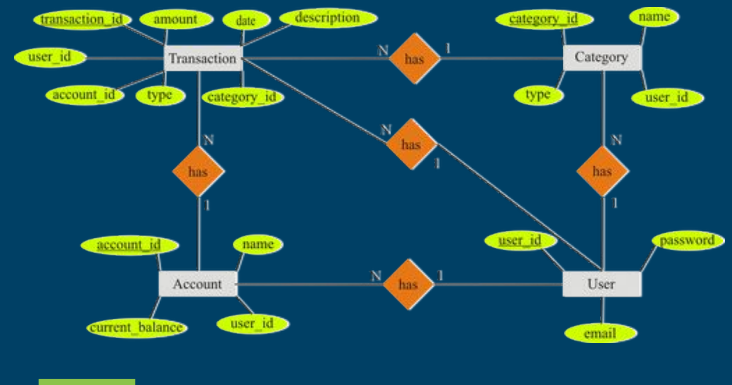 transaction_id
amount
date
description
category_id
name
user_id
Transaction
N
has
1
Category
account_id
type
category_id
type
user_id
N
has
1
N
has
1
N
has
1
account_id
name
user_id
password
Account
N
has
1
User
current_balance
user_id
email